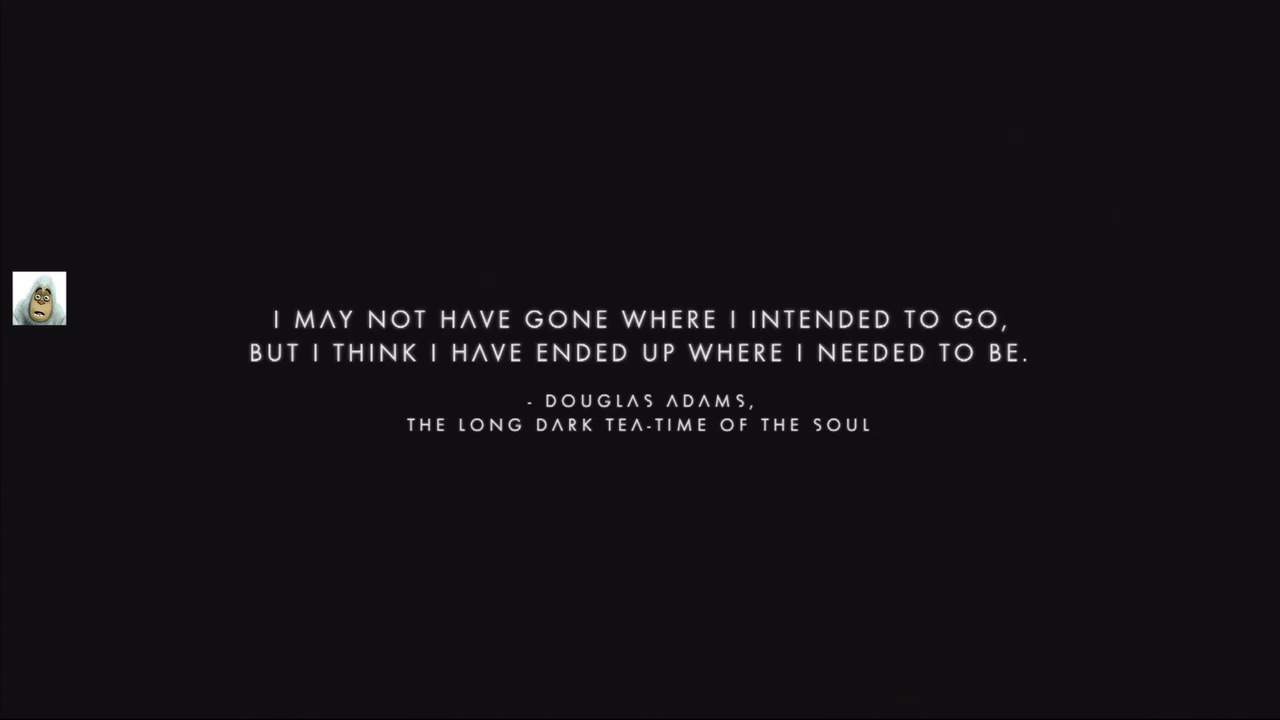 I MAY NOT HAVE GONE WHERE I INTENDED TO GO,
BUT I THINK I HAVE ENDED UP WHERE I NEEDED TO BE.
- DOUGLAS ADAMS,
THE LONG DARK TEA-TIME OF THE SOUL